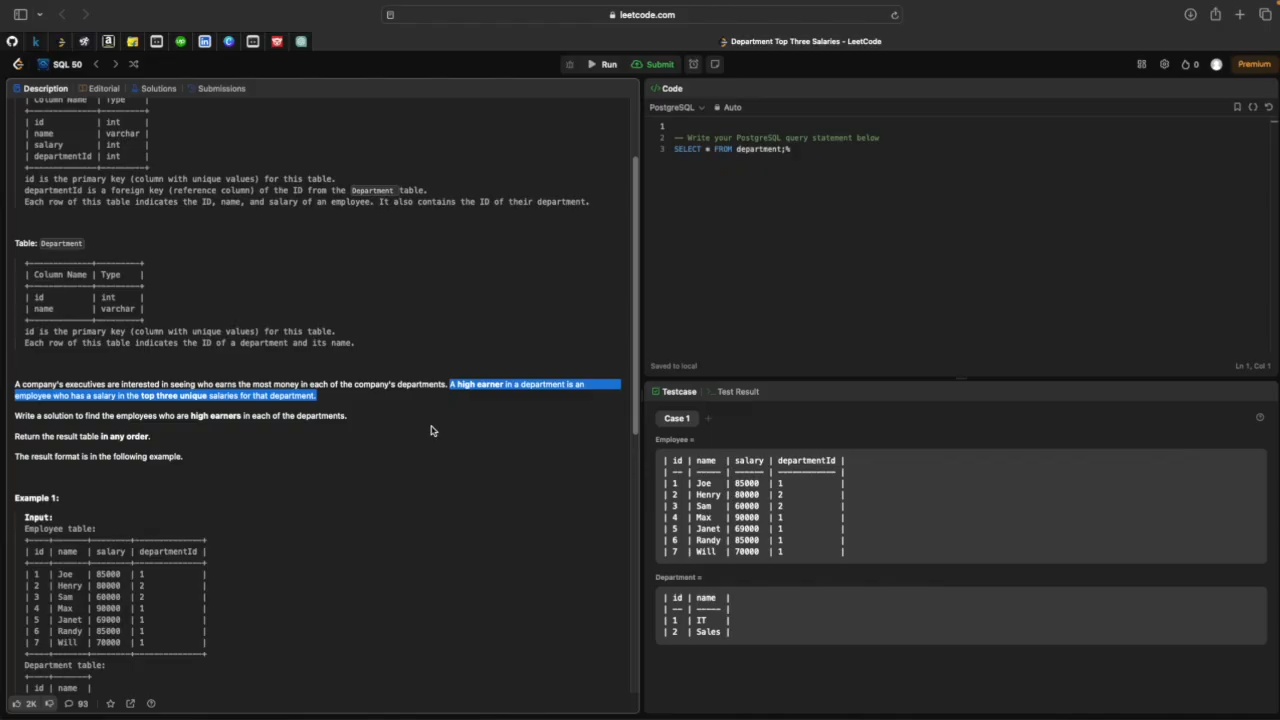 leetcode.com
Department Top Three Salaries – LeetCode
SQL 50
Run
Submit
0
Premium
Description
Editorial
Solutions
Submissions
| Column Name | Type |
+-------------+---------+
| id | int |
| name | varchar |
| salary | int |
| departmentId | int |
+-------------+---------+
id is the primary key (column with unique values) for this table.
departmentId is a foreign key (reference column) of the ID from the Department table.
Each row of this table indicates the ID, name, and salary of an employee. It also contains the ID of their department.
Table: Department
+-------------+---------+
| Column Name | Type |
+-------------+---------+
| id | int |
| name | varchar |
+-------------+---------+
id is the primary key (column with unique values) for this table.
Each row of this table indicates the ID of a department and its name.
A company's executives are interested in seeing who earns the most money in each of the company's departments. A high earner in a department is an
employee who has a salary in the top three unique salaries for that department.
Write a solution to find the employees who are high earners in each of the departments.
Return the result table in any order.
The result format is in the following example.
Example 1:
Input:
Employee table:
+----+-------+--------+--------------+
| id | name | salary | departmentId |
+----+-------+--------+--------------+
| 1 | Joe | 85000 | 1 |
| 2 | Henry | 80000 | 2 |
| 3 | Sam | 60000 | 2 |
| 4 | Max | 90000 | 1 |
| 5 | Janet | 69000 | 1 |
| 6 | Randy | 85000 | 1 |
| 7 | Will | 70000 | 1 |
+----+-------+--------+--------------+
Department table:
+----+-------+
| id | name |
2K
93
</> Code
PostgreSQL
Auto
1
2 -- Write your PostgreSQL query statement below
3 SELECT * FROM department;%
Saved to local
Ln 1, Col 1
Testcase
>_ Test Result
Case 1
+
Employee =
| id | name | salary | departmentId |
| -- | ----- | ------ | ------------ |
| 1 | Joe | 85000 | 1 |
| 2 | Henry | 80000 | 2 |
| 3 | Sam | 60000 | 2 |
| 4 | Max | 90000 | 1 |
| 5 | Janet | 69000 | 1 |
| 6 | Randy | 85000 | 1 |
| 7 | Will | 70000 | 1 |
Department =
| id | name |
| -- | ----- |
| 1 | IT |
| 2 | Sales |